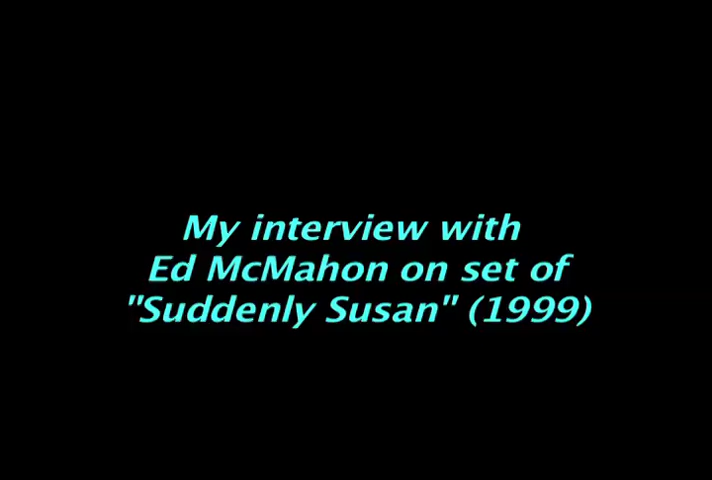 My interview with
Ed McMahon on set of
"Suddenly Susan" (1999)